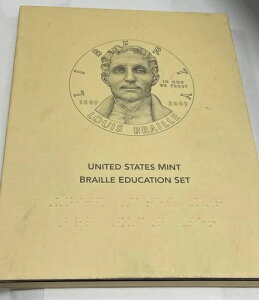 LIBERTY
IN GOD
WE TRUST
1809 2009
LOUIS BRAILLE
UNITED STATES MINT
BRAILLE EDUCATION SET